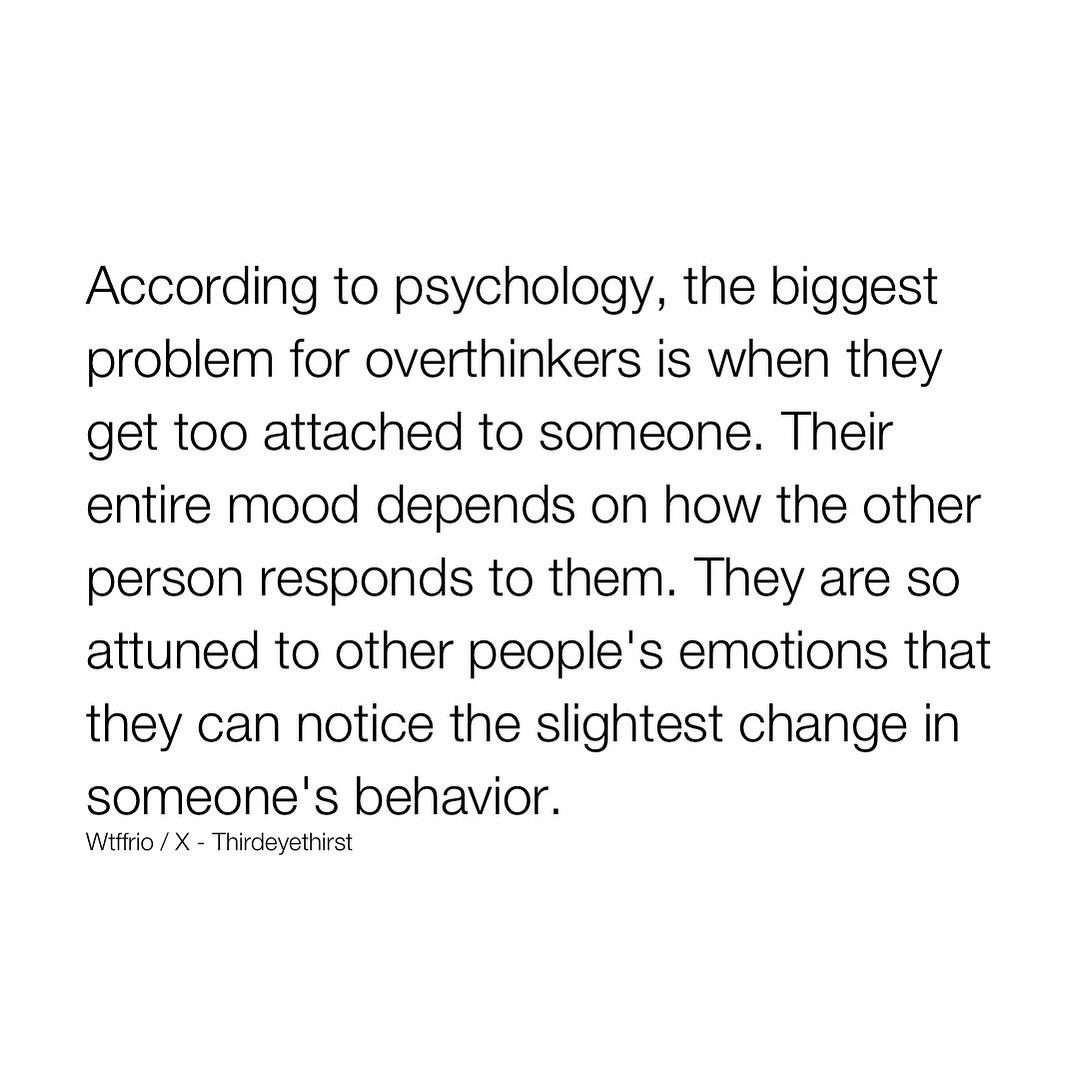 According to psychology, the biggest
problem for overthinkers is when they
get too attached to someone. Their
entire mood depends on how the other
person responds to them. They are so
attuned to other people's emotions that
they can notice the slightest change in
someone's behavior.
Wtffrio / X - Thirdeyethirst